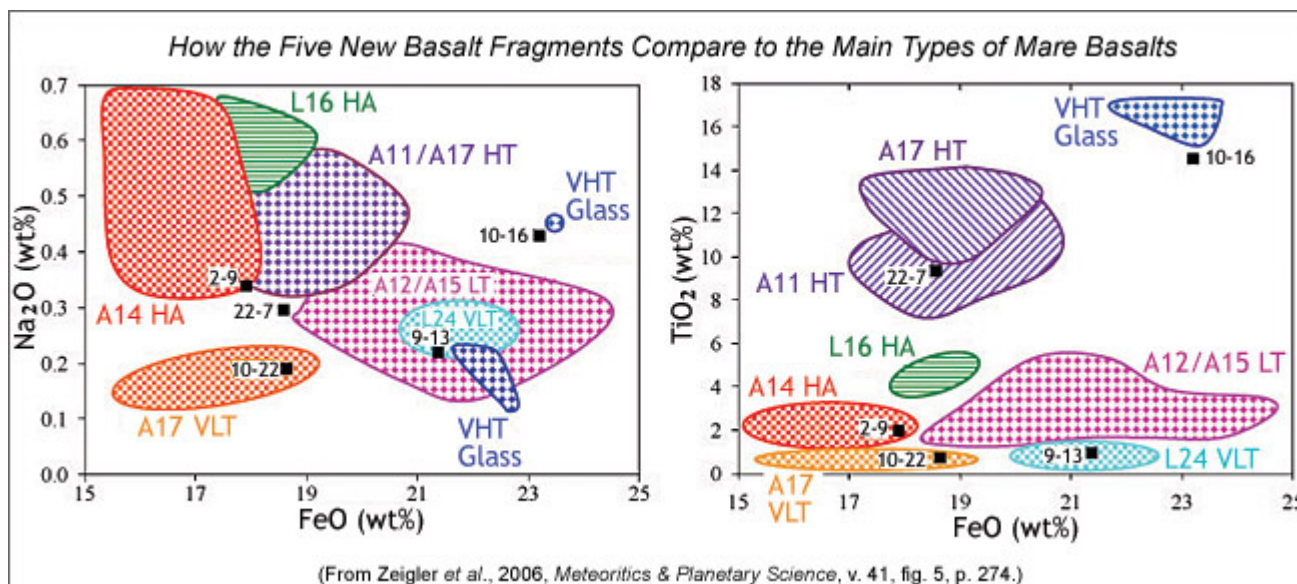 How the Five New Basalt Fragments Compare to the Main Types of Mare Basalts
0.7
0.6
0.5
0.4
0.3
0.2
0.1
0.0
Na₂O (wt%)
L16 HA
A11/A17 HT
VHT
Glass
10-16
2-9
A12/A15 LT
22-7
A14 HA
L24 VLT
9-13
10-22
A17 VLT
VHT
Glass
15
17
19
21
23
25
FeO (wt%)
18
16
14
12
10
8
6
4
2
0
TiO₂ (wt%)
VHT
Glass
A17 HT
10-16
22-7
A11 HT
L16 HA
A12/A15 LT
A14 HA
2-9
10-22
9-13
L24 VLT
A17
VLT
15
17
19
21
23
25
FeO (wt%)
(From Zeigler et al., 2006, Meteoritics & Planetary Science, v. 41, fig. 5, p. 274.)